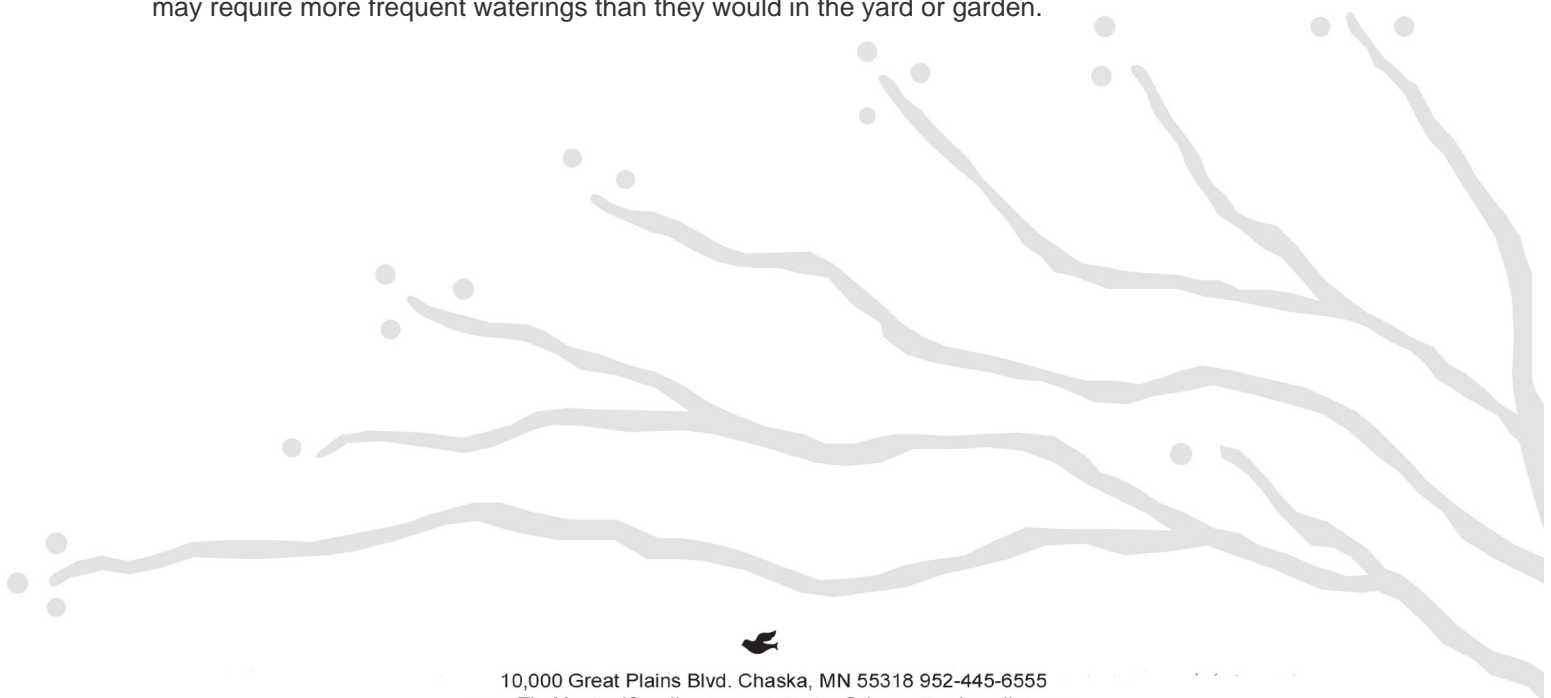 may require more frequent waterings than they would in the yard or garden.
10,000 Great Plains Blvd. Chaska, MN 55318 952-445-6555